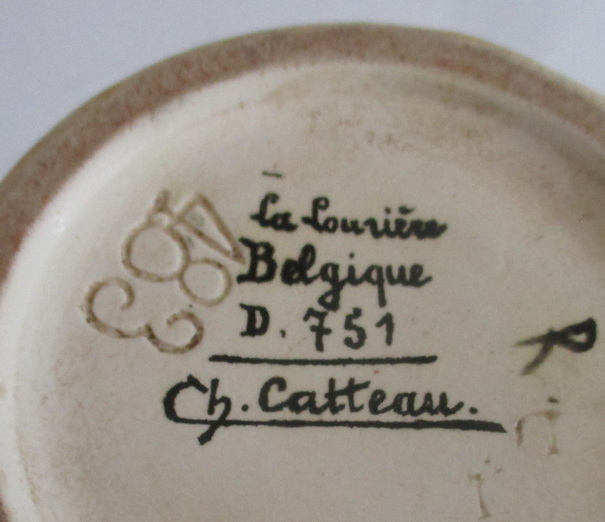 La Louvière
Belgique
D. 751
Ch. Catteau.
R